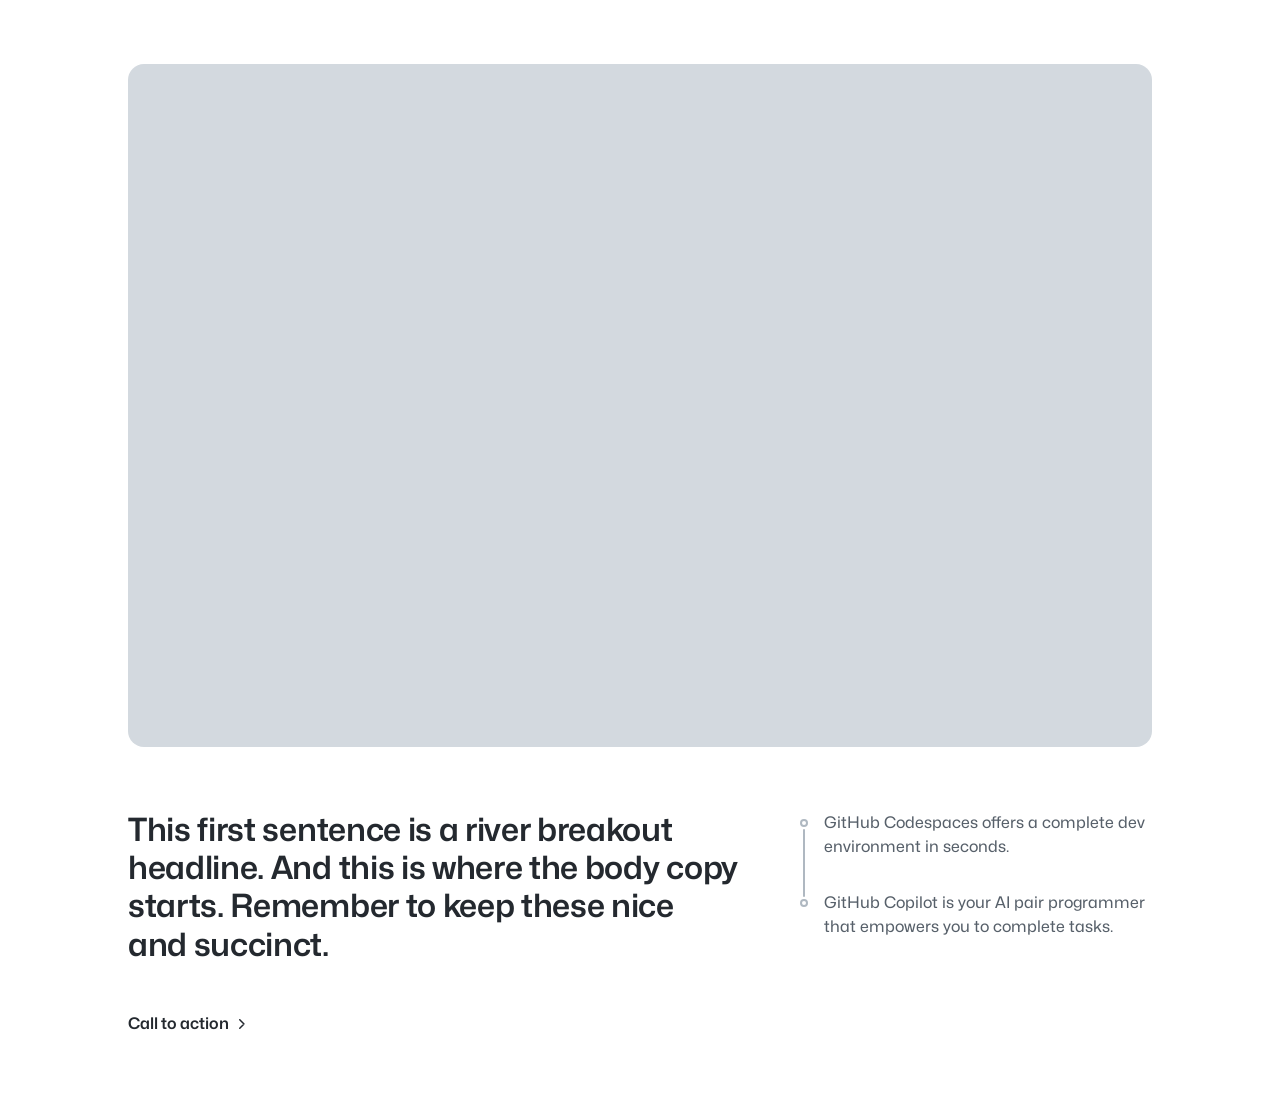 This first sentence is a river breakout
headline. And this is where the body copy
starts. Remember to keep these nice
and succinct.
Call to action
GitHub Codespaces offers a complete dev
environment in seconds.
GitHub Copilot is your AI pair programmer
that empowers you to complete tasks.